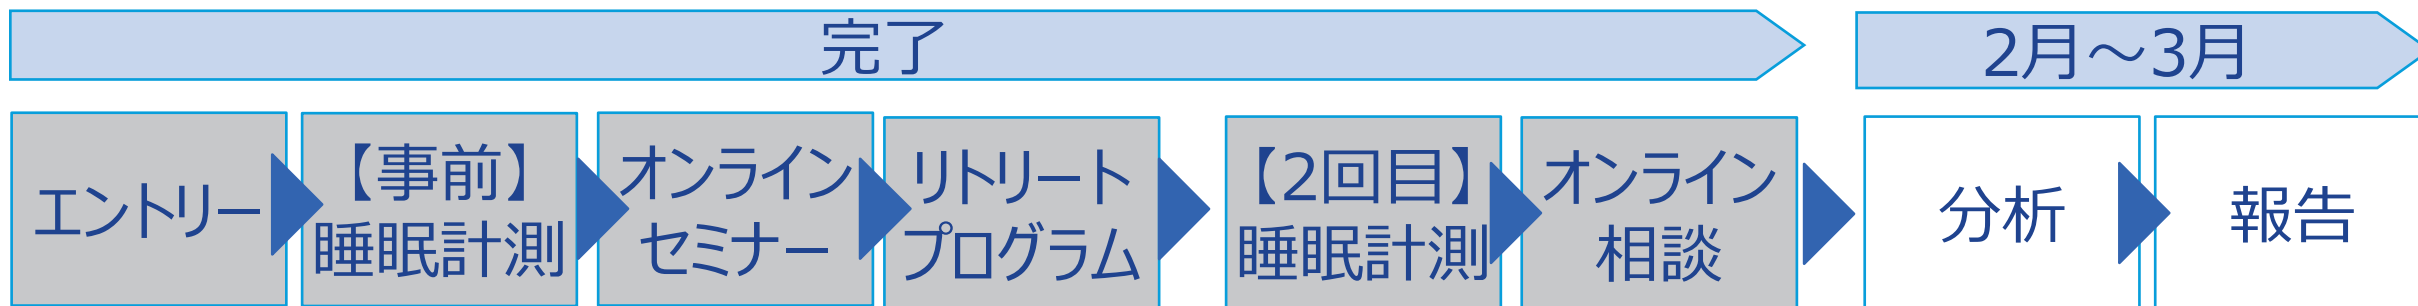 完了
2月～3月
エントリー
【事前】
睡眠計測
オンライン
セミナー
リトリート
プログラム
【2回目】
睡眠計測
オンライン
相談
分析
報告